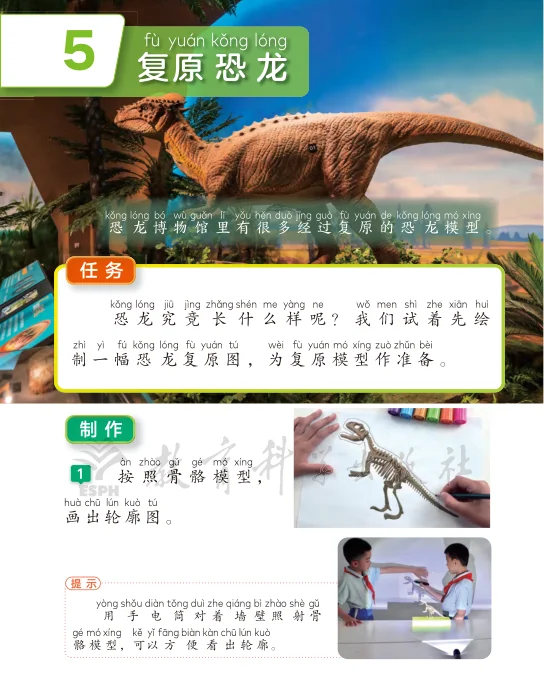 5
fù yuán kǒng lóng
复原恐龙
kǒng lóng bó wù guǎn lǐ yǒu hěn duō jīng guò fù yuán de kǒng lóng mó xíng
恐龙博物馆里有很多经过复原的恐龙模型。
任务
kǒng lóng jiū jìng zhǎng shén me yàng ne wǒ men shì zhe xiān huì
恐龙究竟长什么样呢？我们试着先绘
zhì yì fú kǒng lóng fù yuán tú wèi fù yuán mó xíng zuò zhǔn bèi
制一幅恐龙复原图，为复原模型作准备。
制作
教育科学出版社
ESPH
1
àn zhào gǔ gé mó xíng
按照骨骼模型，
huà chū lún kuò tú
画出轮廓图。
提示
yòng shǒu diàn tǒng duì zhe qiáng bì zhào shè gǔ
用手电筒对着墙壁照射骨
gé mó xíng kě yǐ fāng biàn kàn chū lún kuò
骼模型，可以方便看出轮廓。